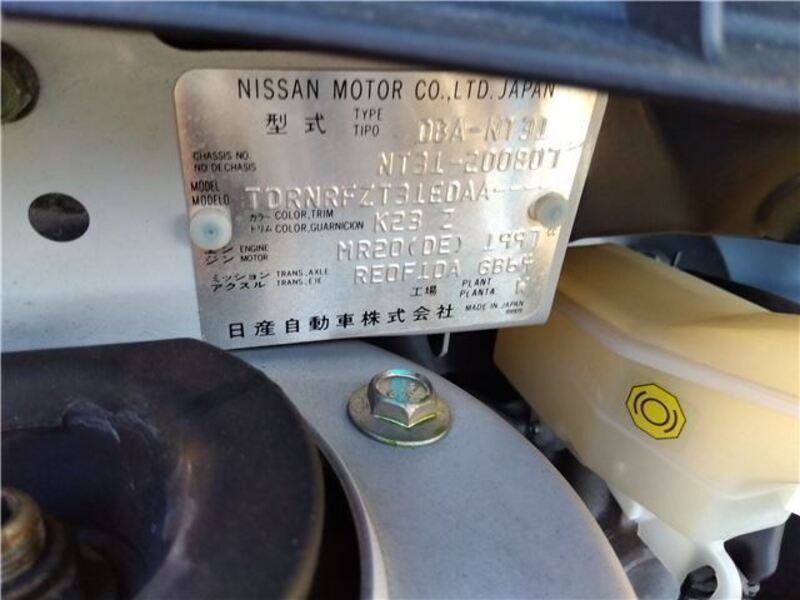 NISSAN MOTOR CO.,LTD. JAPAN
型式 TYPE TIPO DBA-NT31
CHASSIS NO. NO DE CHASIS NT31-200807
MODEL MODELO TDRNRFZT31EDAA----
カラー COLOR,TRIM トリム COLOR,GUARNICION K23 Z
エンジン ENGINE MOTOR MR20(DE) 1997 cc
ミッション アクスル TRANS.,AXLE TRANS.,EJE RE0F10A GB64
工場 PLANT PLANTA
日産自動車株式会社 MADE IN JAPAN